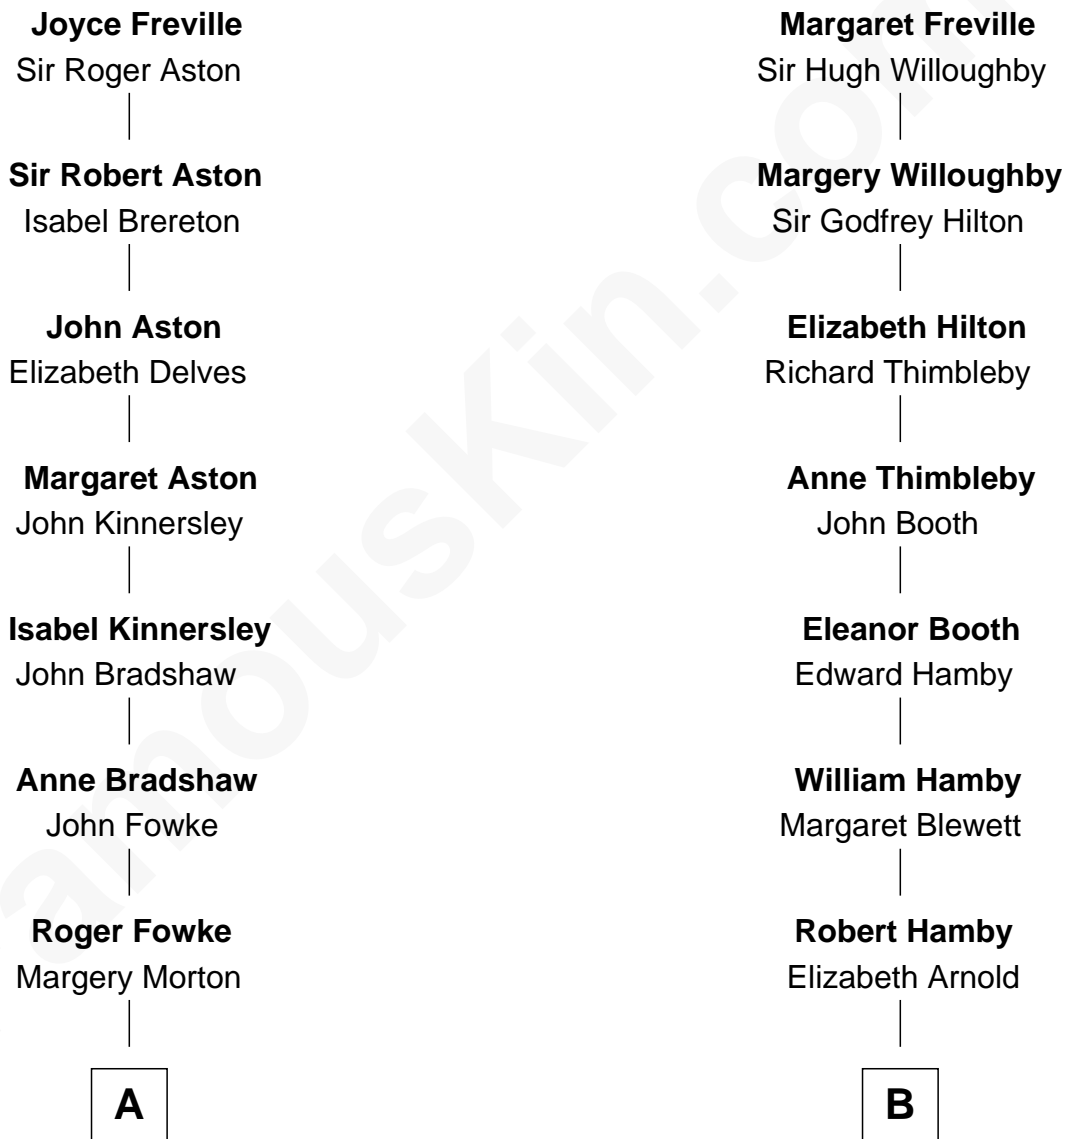 Joyce Freville
Sir Roger Aston
Sir Robert Aston
Isabel Brereton
John Aston
Elizabeth Delves
Margaret Aston
John Kinnersley
Isabel Kinnersley
John Bradshaw
Anne Bradshaw
John Fowke
Roger Fowke
Margery Morton
A
Margaret Freville
Sir Hugh Willoughby
Margery Willoughby
Sir Godfrey Hilton
Elizabeth Hilton
Richard Thimbleby
Anne Thimbleby
John Booth
Eleanor Booth
Edward Hamby
William Hamby
Margaret Blewett
Robert Hamby
Elizabeth Arnold
B
amouskin.com